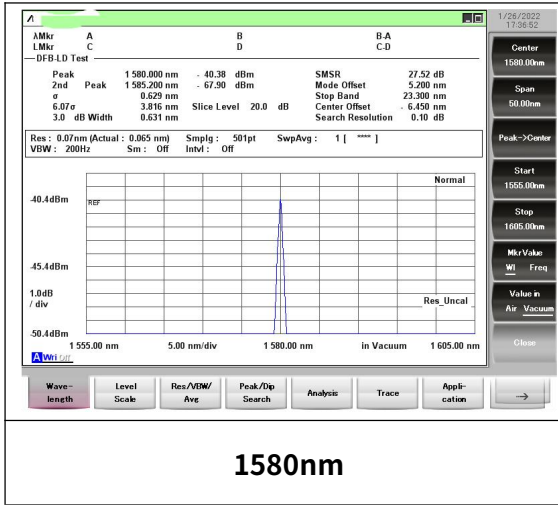 1/26/2022
17:36:52
λMkr A B B-A
LMkr C D C-D
DFB-LD Test
Peak 1 580.000 nm - 40.38 dBm SMSR 27.52 dB
2nd Peak 1 585.200 nm - 67.90 dBm Mode Offset 5.200 nm
σ 0.629 nm Stop Band 23.300 nm
6.07σ 3.816 nm Slice Level 20.0 dB Center Offset - 6.450 nm
3.0 dB Width 0.631 nm Search Resolution 0.10 dB
Res : 0.07nm (Actual : 0.065 nm) Smplg : 501pt SwpAvg : 1 [ **** ]
VBW : 200Hz Sm : Off Intvl : Off
Normal
-40.4dBm
REF
-45.4dBm
1.0dB
/ div
Res_Uncal
-50.4dBm
1 555.00 nm 5.00 nm/div 1 580.00 nm in Vacuum 1 605.00 nm
A Wri Off
Center
1580.00nm
Span
50.00nm
Peak->Center
Start
1555.00nm
Stop
1605.00nm
MkrValue
Wl Freq
Value in
Air Vacuum
Close
Wave-
length
Level
Scale
Res/VBW/
Avg
Peak/Dip
Search
Analysis
Trace
Appli-
cation
→
1580nm